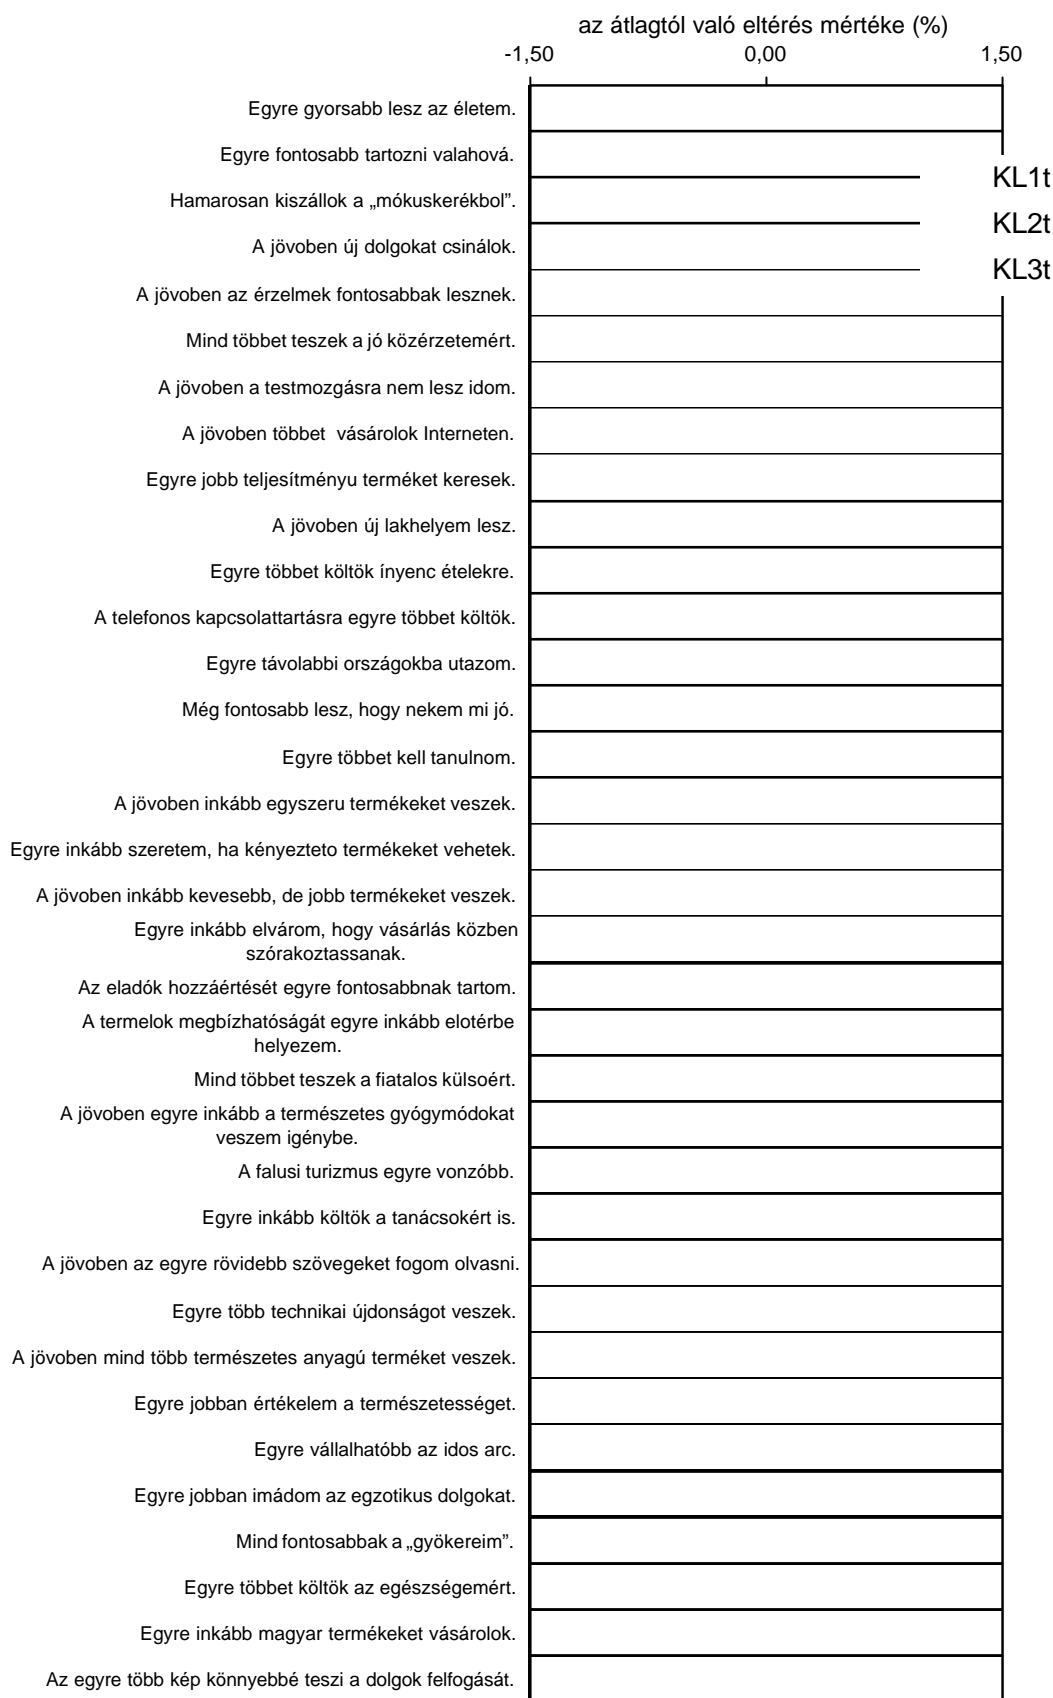 az átlagtól való eltérés mértéke (%)
-1,50 0,00 1,50
Egyre gyorsabb lesz az életem.
Egyre fontosabb tartozni valahová.
KL1t
Hamarosan kiszállok a „mókuskerékbol”.
KL2t
A jövoben új dolgokat csinálok.
KL3t
A jövoben az érzelmek fontosabbak lesznek.
Mind többet teszek a jó közérzetemért.
A jövoben a testmozgásra nem lesz idom.
A jövoben többet vásárolok Interneten.
Egyre jobb teljesítményu terméket keresek.
A jövoben új lakhelyem lesz.
Egyre többet költök ínyenc ételekre.
A telefonos kapcsolattartásra egyre többet költök.
Egyre távolabbi országokba utazom.
Még fontosabb lesz, hogy nekem mi jó.
Egyre többet kell tanulnom.
A jövoben inkább egyszeru termékeket veszek.
Egyre inkább szeretem, ha kényezteto termékeket vehetek.
A jövoben inkább kevesebb, de jobb termékeket veszek.
Egyre inkább elvárom, hogy vásárlás közben
szórakoztassanak.
Az eladók hozzáértését egyre fontosabbnak tartom.
A termelok megbízhatóságát egyre inkább elotérbe
helyezem.
Mind többet teszek a fiatalos külsoért.
A jövoben egyre inkább a természetes gyógymódokat
veszem igénybe.
A falusi turizmus egyre vonzóbb.
Egyre inkább költök a tanácsokért is.
A jövoben az egyre rövidebb szövegeket fogom olvasni.
Egyre több technikai újdonságot veszek.
A jövoben mind több természetes anyagú terméket veszek.
Egyre jobban értékelem a természetességet.
Egyre vállalhatóbb az idos arc.
Egyre jobban imádom az egzotikus dolgokat.
Mind fontosabbak a „gyökereim”.
Egyre többet költök az egészségemért.
Egyre inkább magyar termékeket vásárolok.
Az egyre több kép könnyebbé teszi a dolgok felfogását.